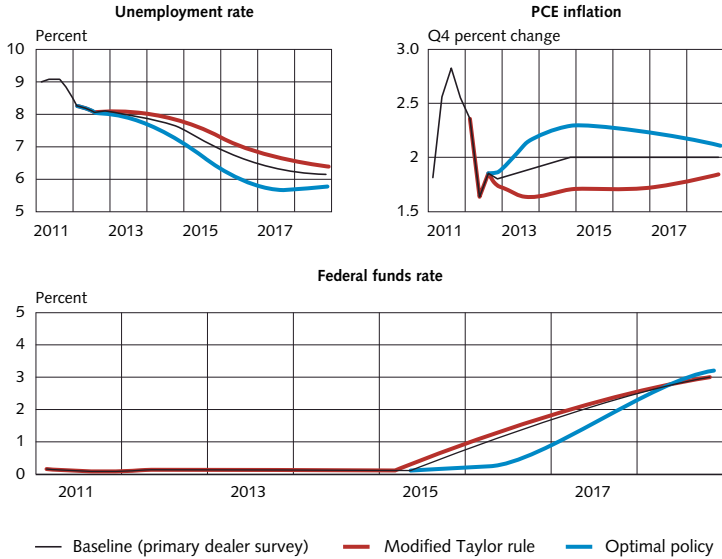 Unemployment rate
Percent
10
9
8
7
6
5
2011 2013 2015 2017
PCE inflation
Q4 percent change
3.0
2.5
2
1.5
2011 2013 2015 2017
Federal funds rate
Percent
5
4
3
2
1
0
2011 2013 2015 2017
Baseline (primary dealer survey) Modified Taylor rule Optimal policy